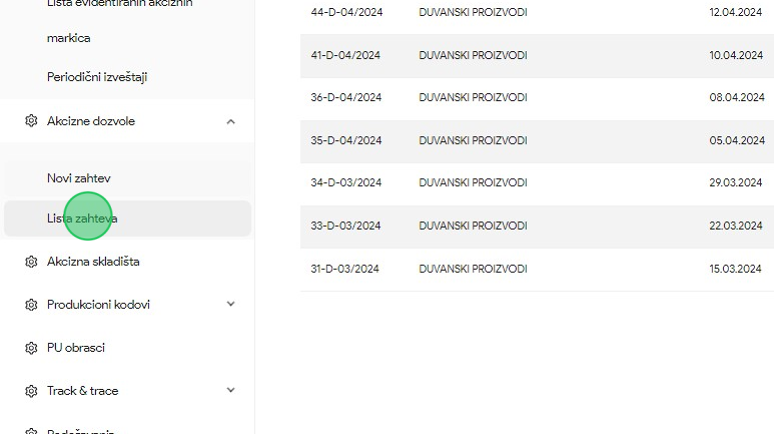 Lista evidentiranih akciznih
markica
Periodični izveštaji
Akcizne dozvole
Novi zahtev
Lista zahteva
Akcizna skladišta
Produkcioni kodovi
PU obrasci
Track & trace
44-D-04/2024 DUVANSKI PROIZVODI 12.04.2024
41-D-04/2024 DUVANSKI PROIZVODI 10.04.2024
36-D-04/2024 DUVANSKI PROIZVODI 08.04.2024
35-D-04/2024 DUVANSKI PROIZVODI 05.04.2024
34-D-03/2024 DUVANSKI PROIZVODI 29.03.2024
33-D-03/2024 DUVANSKI PROIZVODI 22.03.2024
31-D-03/2024 DUVANSKI PROIZVODI 15.03.2024